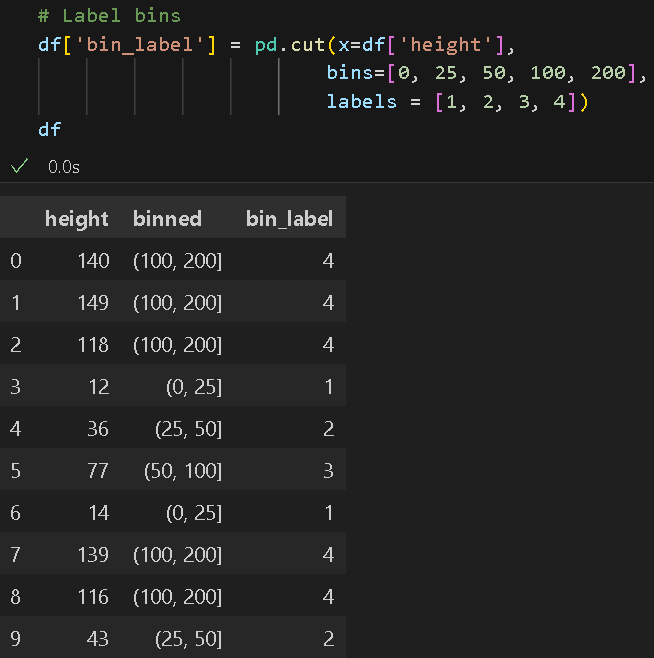 # Label bins
df['bin_label'] = pd.cut(x=df['height'],
bins=[0, 25, 50, 100, 200],
labels = [1, 2, 3, 4])
df
0.0s
height binned bin_label
0 140 (100, 200] 4
1 149 (100, 200] 4
2 118 (100, 200] 4
3 12 (0, 25] 1
4 36 (25, 50] 2
5 77 (50, 100] 3
6 14 (0, 25] 1
7 139 (100, 200] 4
8 116 (100, 200] 4
9 43 (25, 50] 2